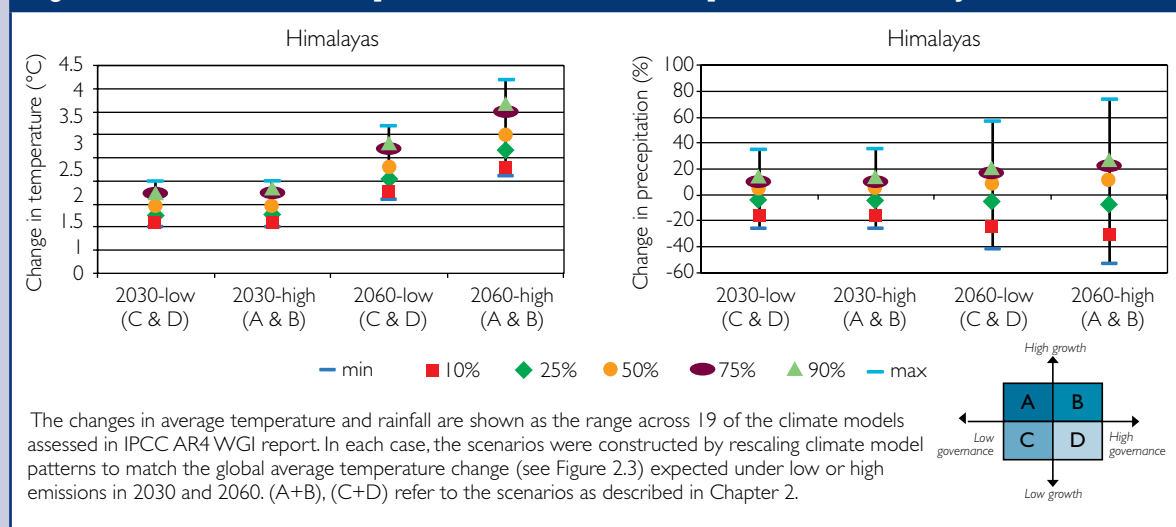 Himalayas
Change in temperature (°C)
4.5
4
3.5
3
2.5
2
1.5
1
0
2030-low
(C & D)
2030-high
(A & B)
2060-low
(C & D)
2060-high
(A & B)
Himalayas
Change in precepitation (%)
100
80
60
40
20
0
-20
-40
-60
2030-low
(C & D)
2030-high
(A & B)
2060-low
(C & D)
2060-high
(A & B)
min 10% 25% 50% 75% 90% max
The changes in average temperature and rainfall are shown as the range across 19 of the climate models
assessed in IPCC AR4 WGI report. In each case, the scenarios were constructed by rescaling climate model
patterns to match the global average temperature change (see Figure 2.3) expected under low or high
emissions in 2030 and 2060. (A+B), (C+D) refer to the scenarios as described in Chapter 2.
High growth
A B
Low
governance
C D
High
governance
Low growth